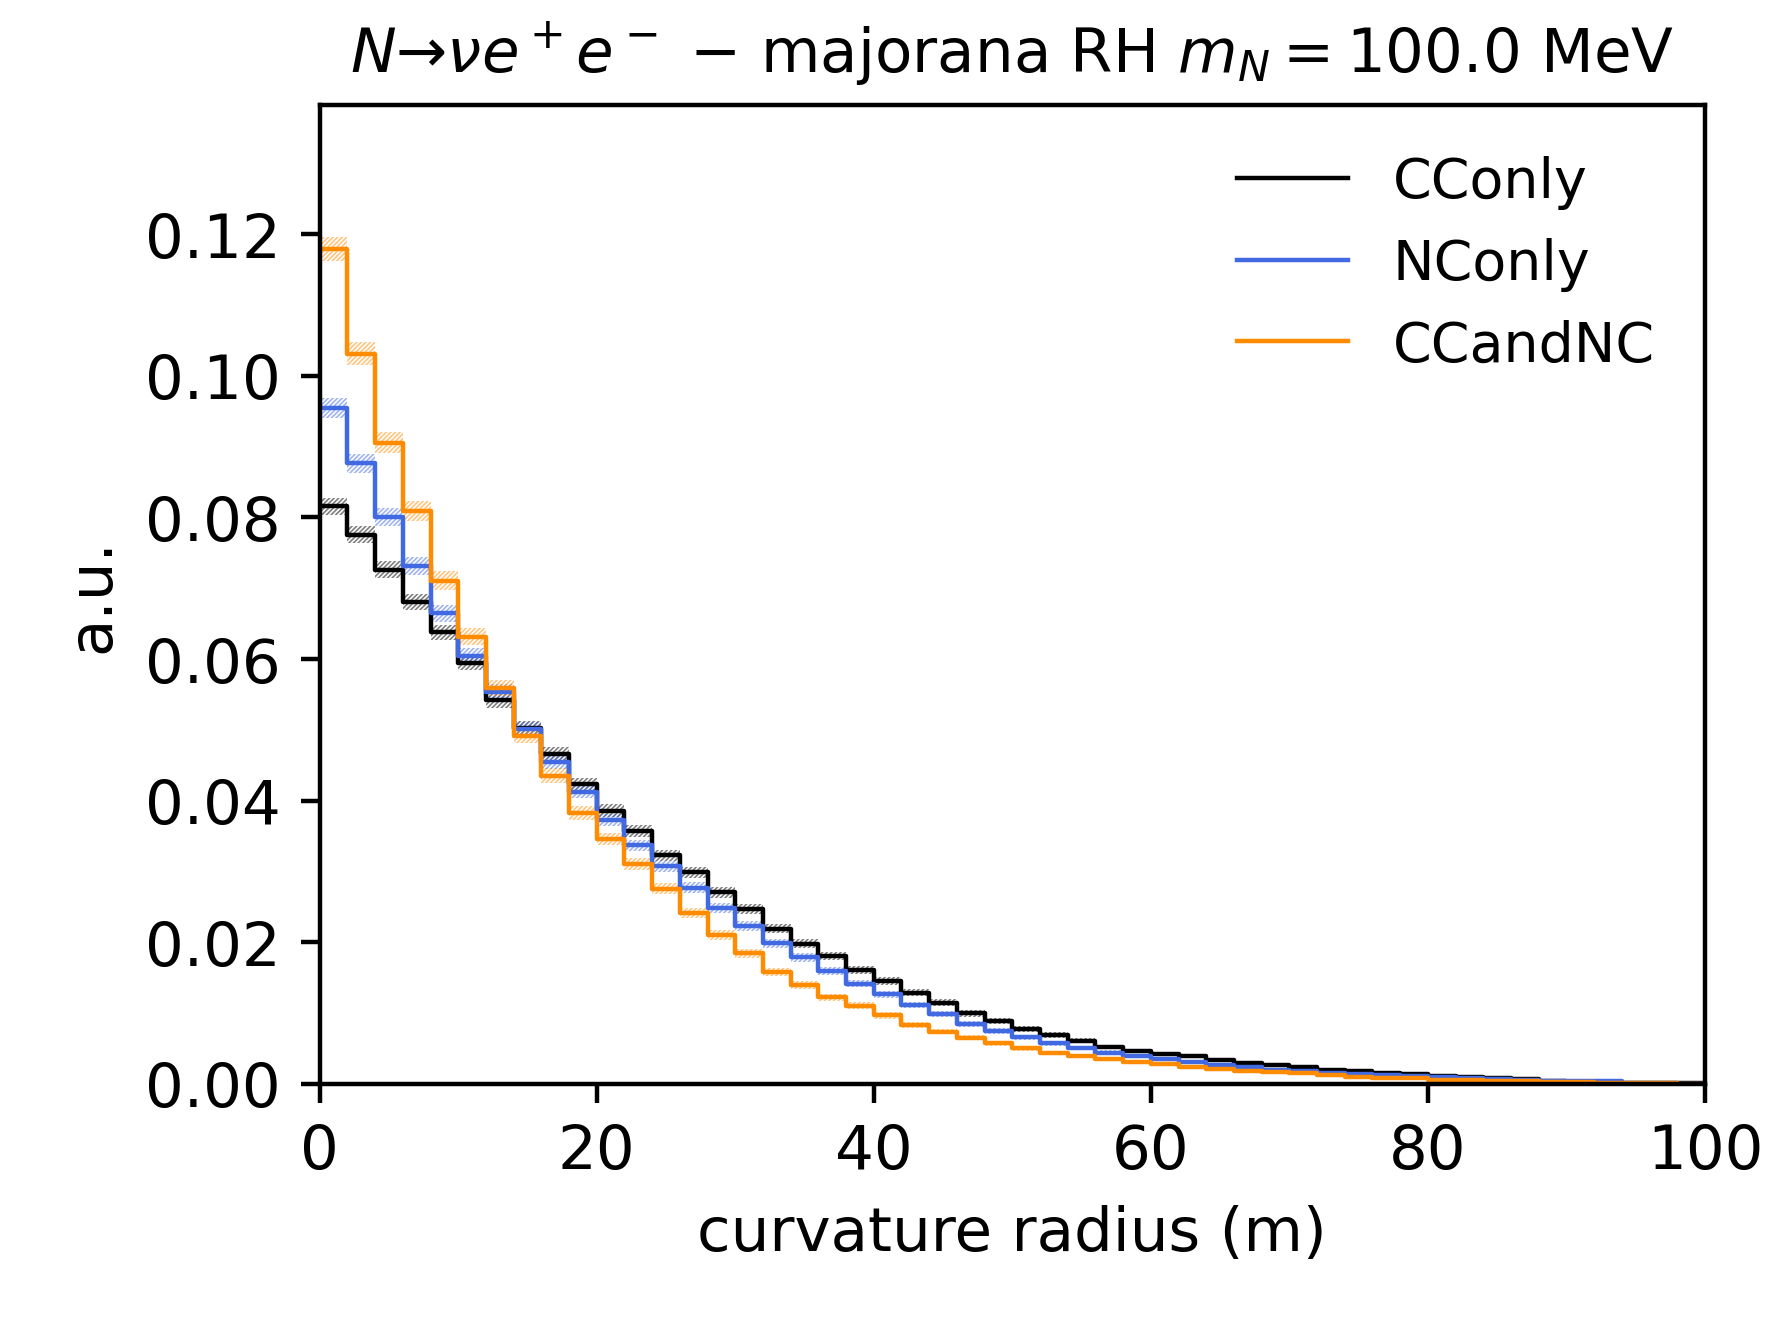 N→νe⁺e⁻ − majorana RH m_N = 100.0 MeV
CConly
NConly
CCandNC
0.12
0.10
0.08
0.06
0.04
0.02
0.00
a.u.
0 20 40 60 80 100
curvature radius (m)